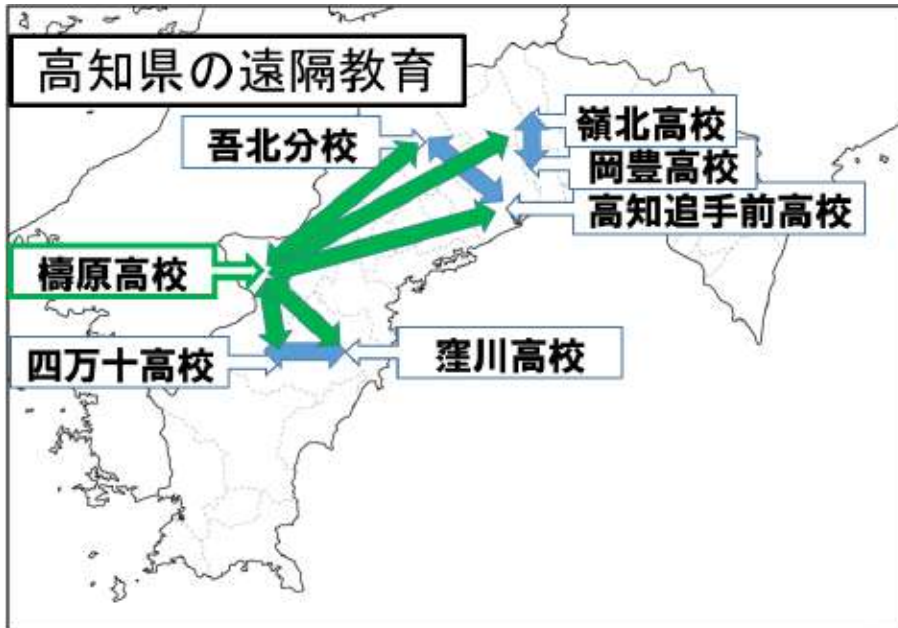 高知県の遠隔教育
嶺北高校
吾北分校
岡豊高校
高知追手前高校
檮原高校
四万十高校
窪川高校